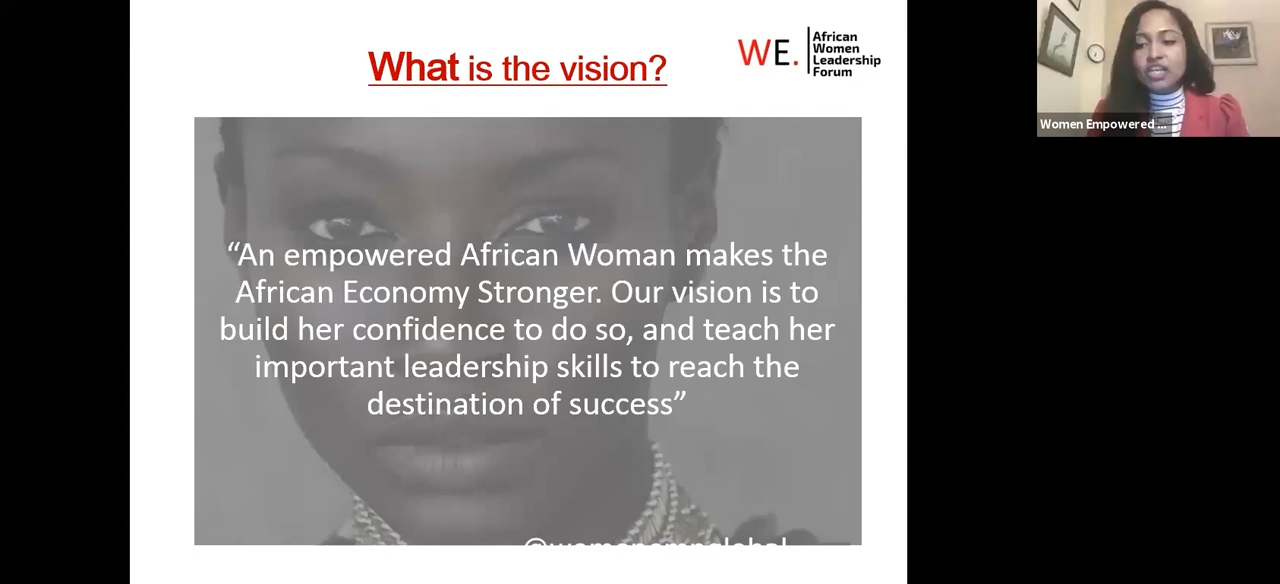 What is the vision?
WE.
African
Women
Leadership
Forum
“An empowered African Woman makes the
African Economy Stronger. Our vision is to
build her confidence to do so, and teach her
important leadership skills to reach the
destination of success”
Women Empowered ...